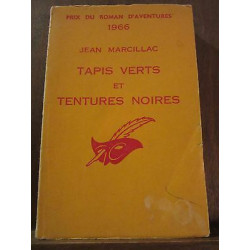 PRIX DU ROMAN D'AVENTURES
1966
JEAN MARCILLAC
TAPIS VERTS
ET
TENTURES NOIRES